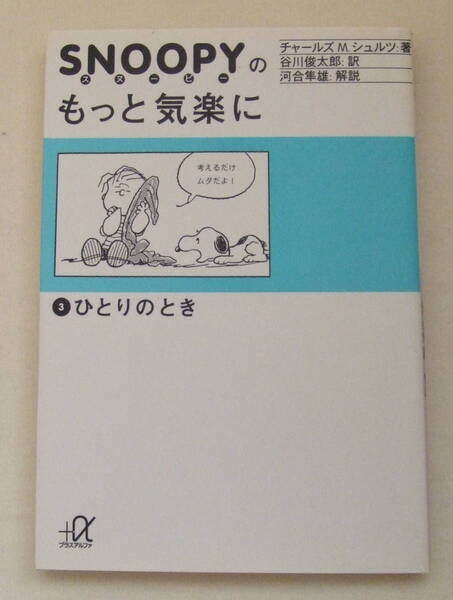 SNOOPYの
スヌーピー
もっと気楽に
チャールズ M. シュルツ:著
谷川俊太郎:訳
河合隼雄:解説
考えるだけ
ムダだよ!
3 ひとりのとき
+α
プラスアルファ